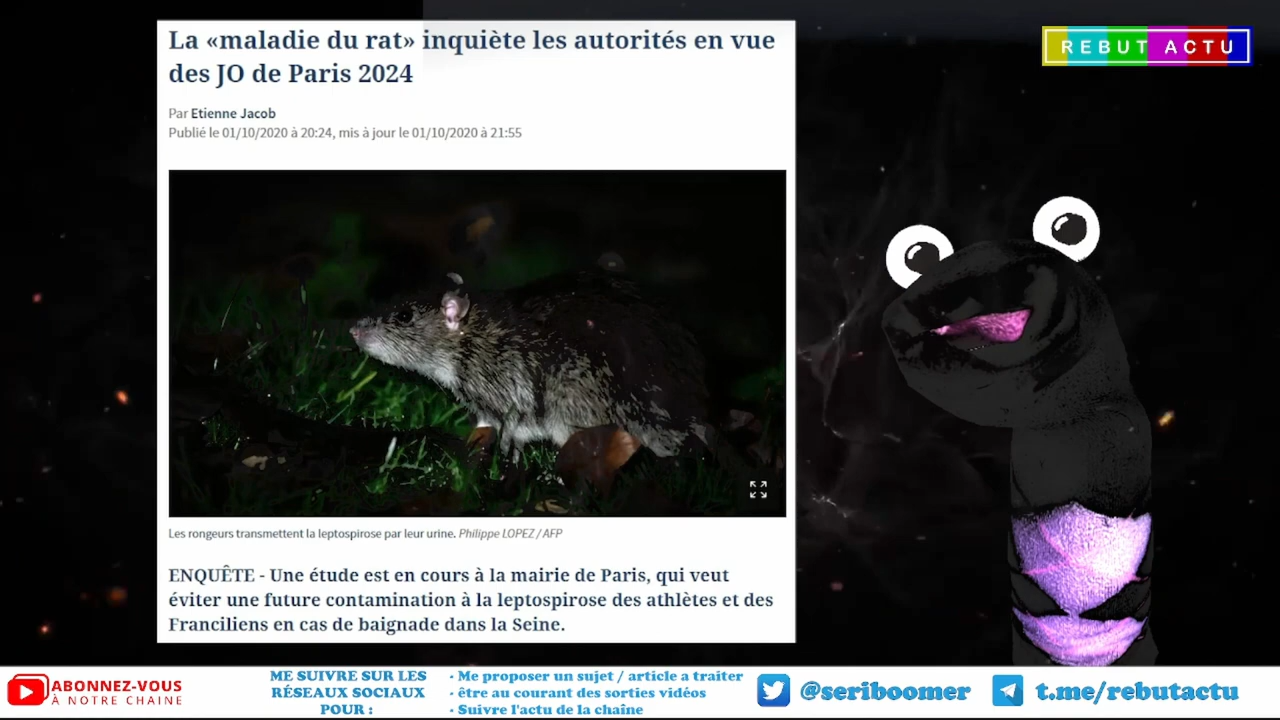 La «maladie du rat» inquiète les autorités en vue
des JO de Paris 2024
Par Etienne Jacob
Publié le 01/10/2020 à 20:24, mis à jour le 01/10/2020 à 21:55
Les rongeurs transmettent la leptospirose par leur urine. Philippe LOPEZ / AFP
ENQUÊTE - Une étude est en cours à la mairie de Paris, qui veut
éviter une future contamination à la leptospirose des athlètes et des
Franciliens en cas de baignade dans la Seine.
REBUT ACTU
ABONNEZ-VOUS
À NOTRE CHAINE
ME SUIVRE SUR LES
RÉSEAUX SOCIAUX
POUR :
- Me proposer un sujet / article a traiter
- être au courant des sorties vidéos
- Suivre l'actu de la chaîne
@seriboomer
t.me/rebutactu